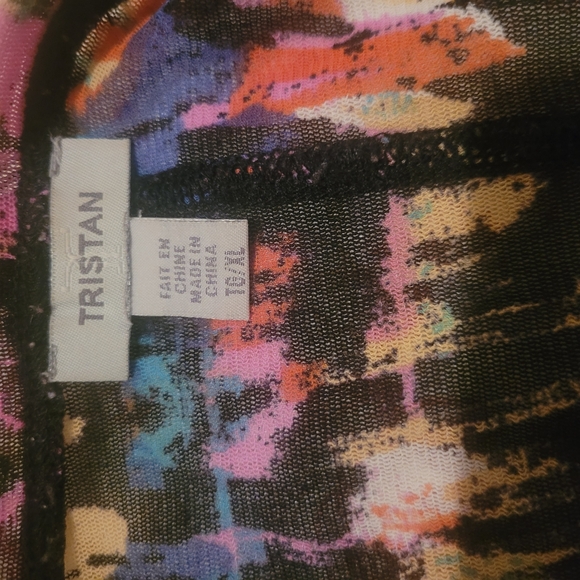 TRISTAN
FAIT EN
CHINE
MADE IN
CHINA
TG/XL